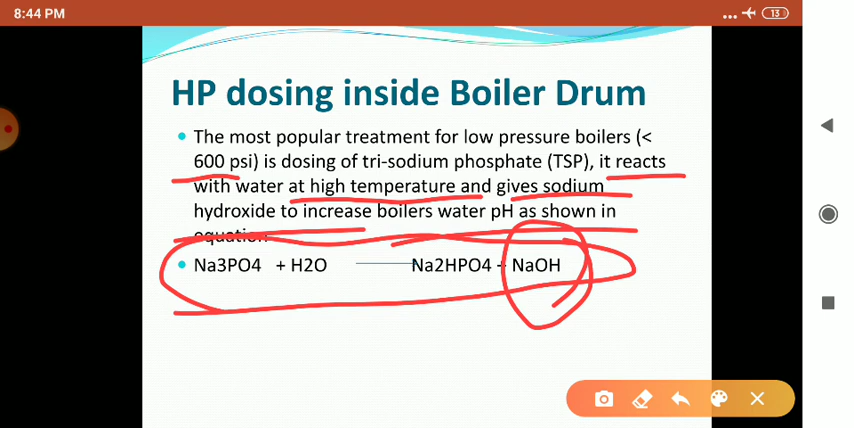 8:44 PM
13
HP dosing inside Boiler Drum
• The most popular treatment for low pressure boilers (<
600 psi) is dosing of tri-sodium phosphate (TSP), it reacts
with water at high temperature and gives sodium
hydroxide to increase boilers water pH as shown in
equation
• Na3PO4 + H2O Na2HPO4 + NaOH